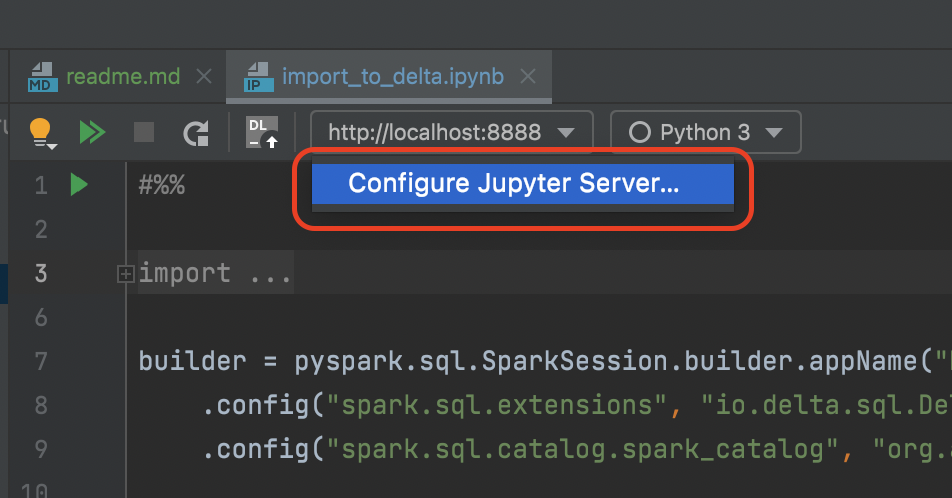 MD readme.md
IP import_to_delta.ipynb
DL
http://localhost:8888
Python 3
Configure Jupyter Server...
1 #%%
2
3 import ...
6
7 builder = pyspark.sql.SparkSession.builder.appName("
8 .config("spark.sql.extensions", "io.delta.sql.De
9 .config("spark.sql.catalog.spark_catalog", "org.
10